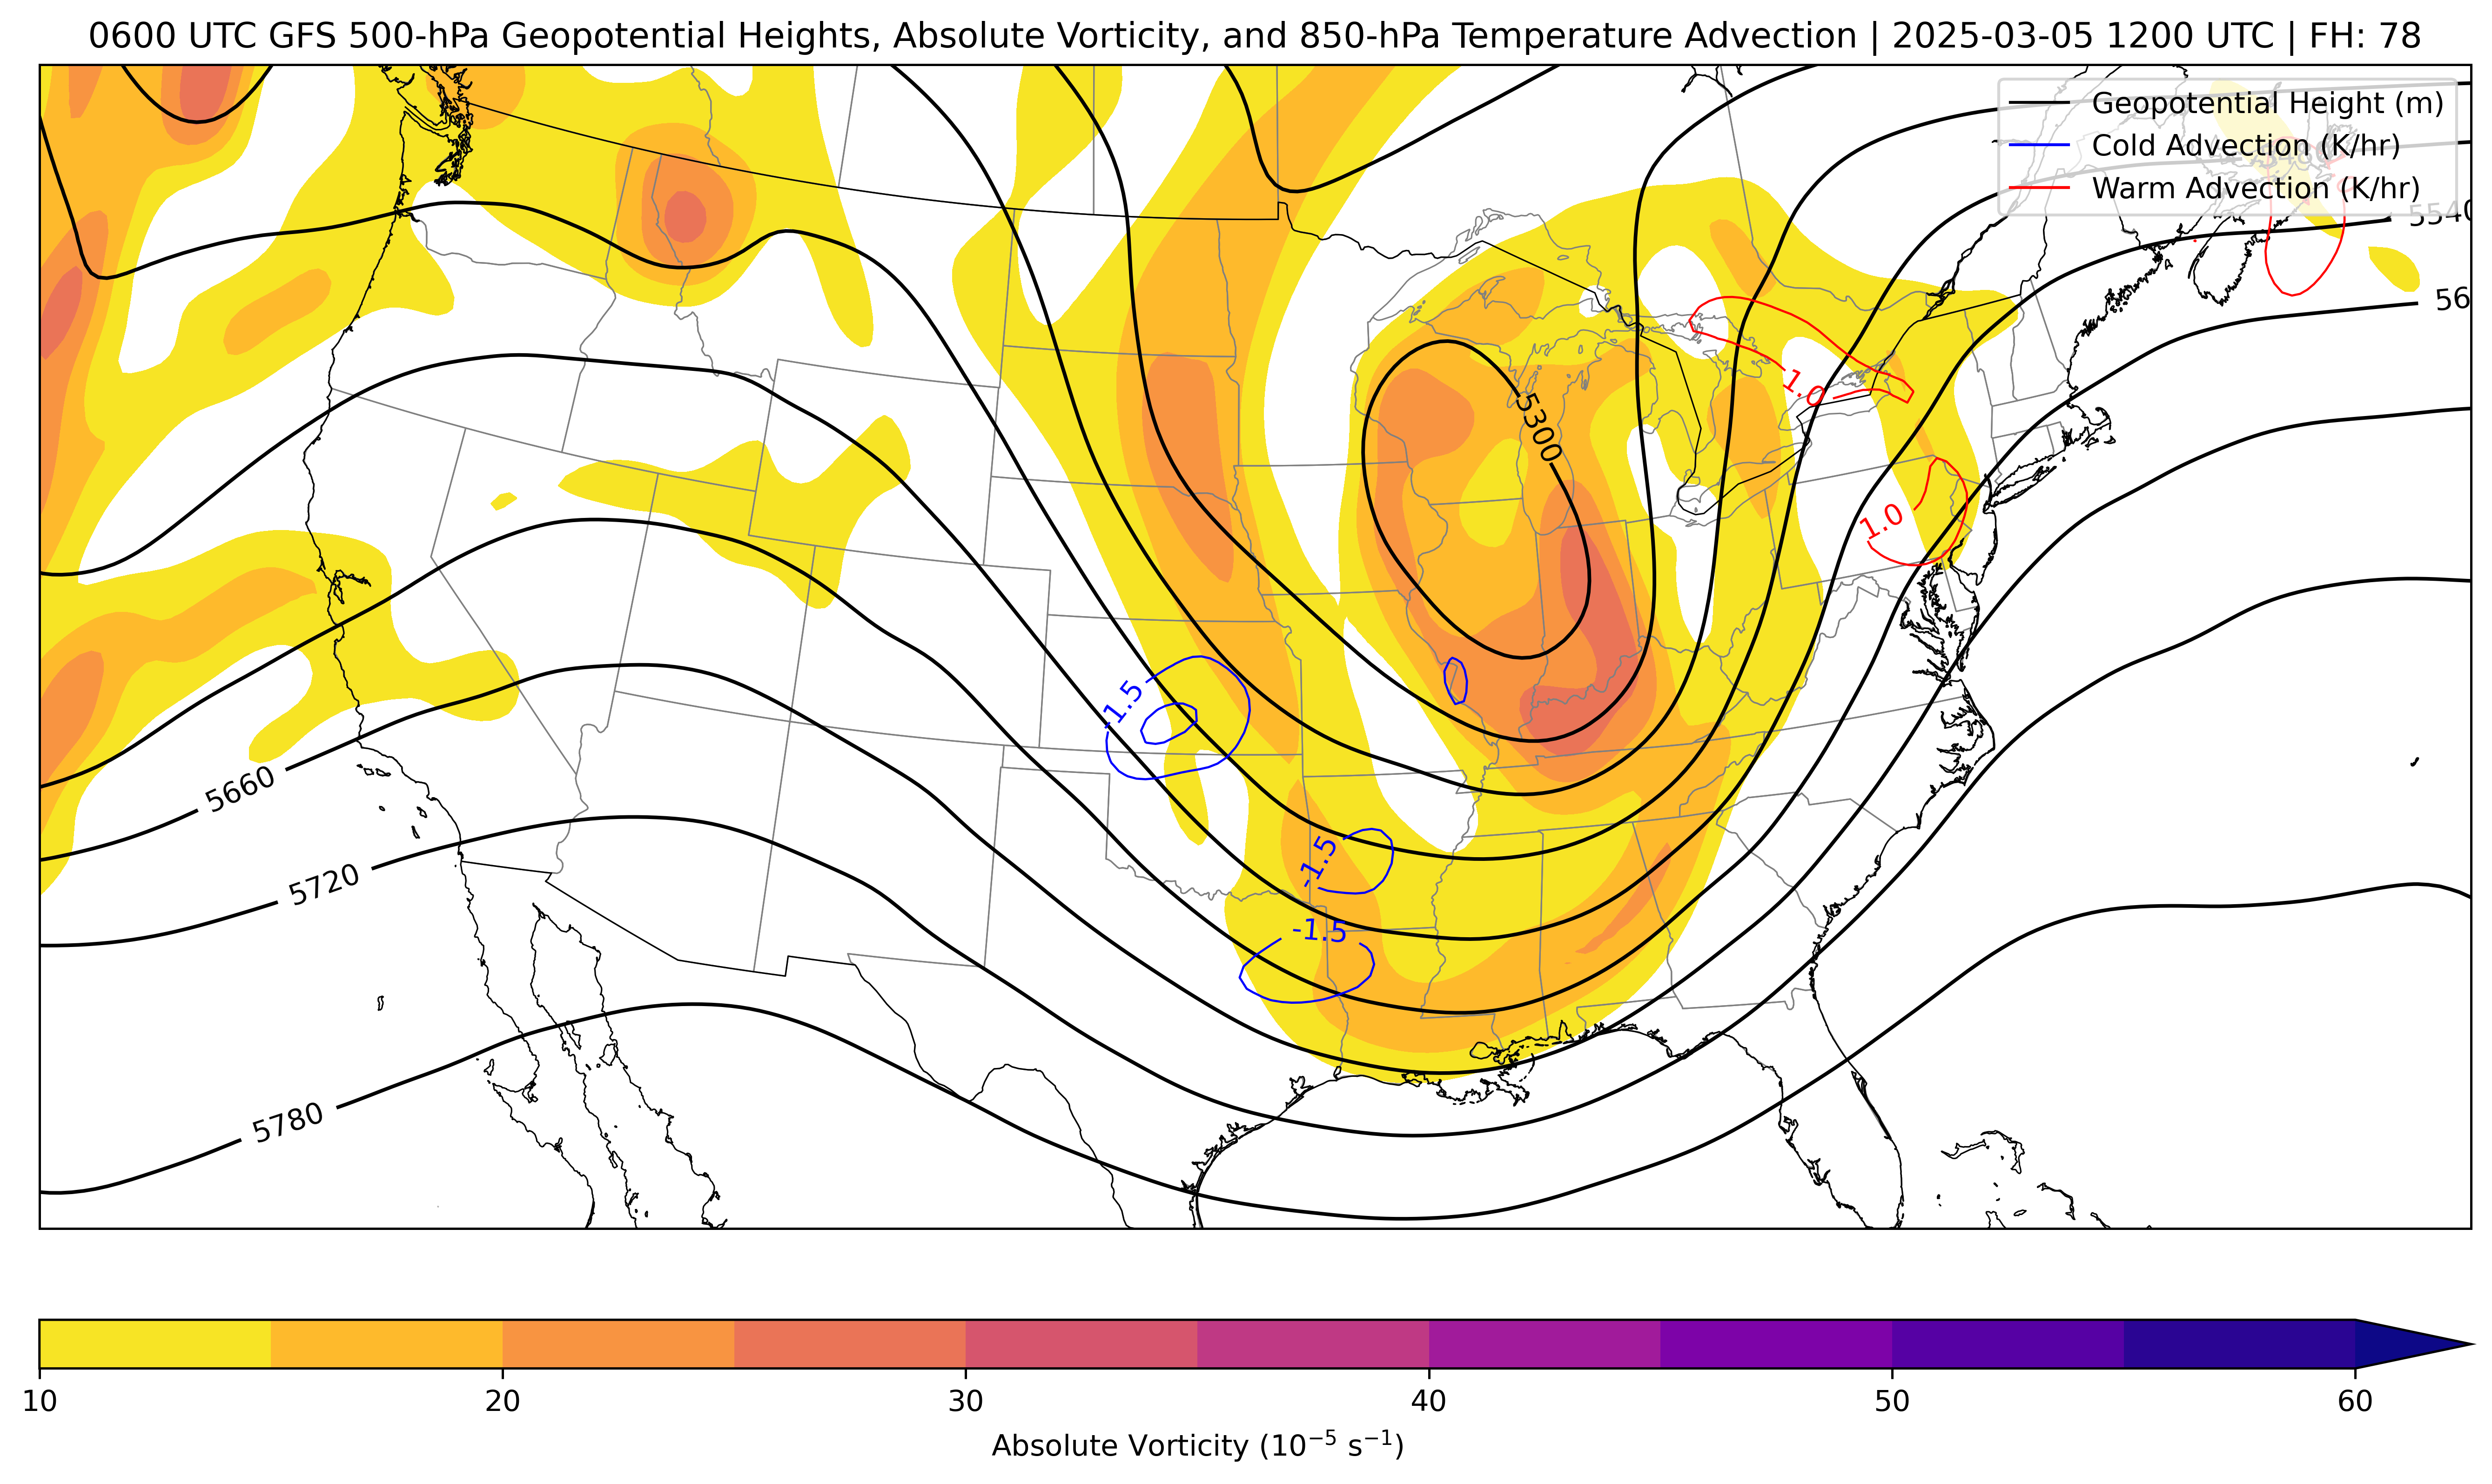 0600 UTC GFS 500-hPa Geopotential Heights, Absolute Vorticity, and 850-hPa Temperature Advection | 2025-03-05 1200 UTC | FH: 78
Geopotential Height (m)
Cold Advection (K/hr)
Warm Advection (K/hr)
5540
56
1.0
5300
1.0
-1.5
5660
-1.5
5720
-1.5
5780
10 20 30 40 50 60
Absolute Vorticity (10⁻⁵ s⁻¹)